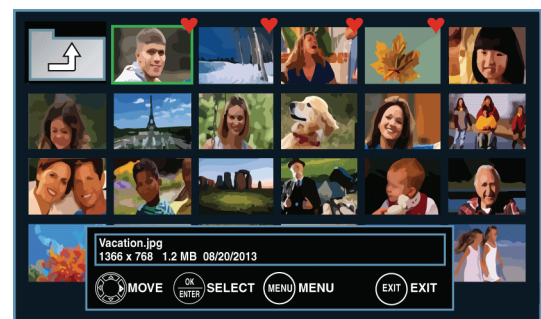 Vacation.jpg
1366 x 768 1.2 MB 08/20/2013
MOVE OK ENTER SELECT MENU MENU EXIT EXIT